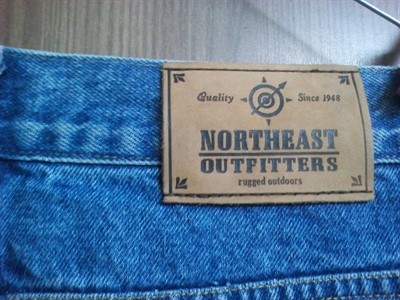 Quality Since 1948
NORTHEAST
OUTFITTERS
rugged outdoors